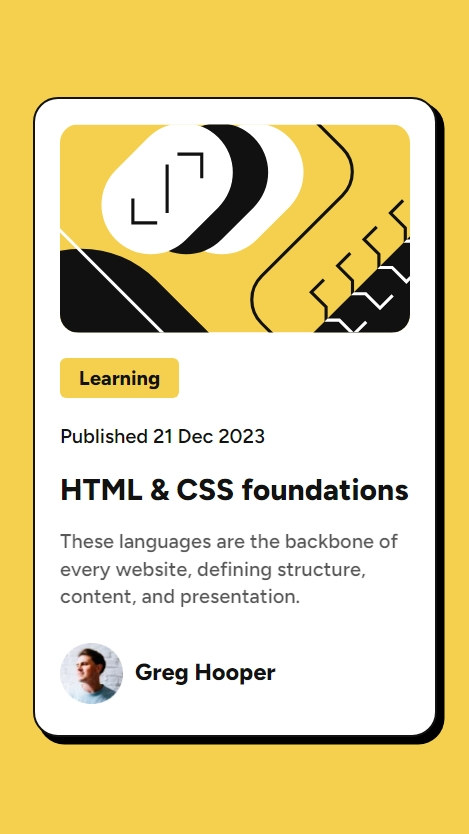 Learning
Published 21 Dec 2023
HTML & CSS foundations
These languages are the backbone of
every website, defining structure,
content, and presentation.
Greg Hooper